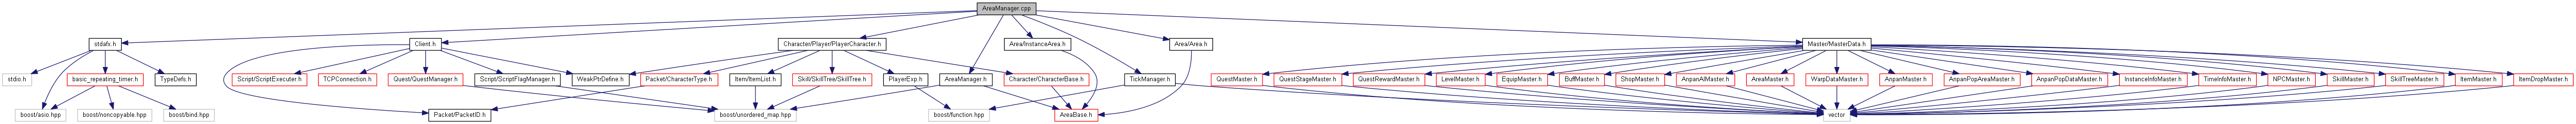 AreaManager.cpp
stdafx.h
Client.h
Character/Player/PlayerCharacter.h
Area/InstanceArea.h
Area/Area.h
Master/MasterData.h
stdio.h
basic_repeating_timer.h
TypeDefs.h
Script/ScriptExecuter.h
TCPConnection.h
Quest/QuestManager.h
Script/ScriptFlagManager.h
WeakPtrDefine.h
Packet/CharacterType.h
Item/ItemList.h
Skill/SkillTree/SkillTree.h
PlayerExp.h
AreaManager.h
Character/CharacterBase.h
TickManager.h
QuestMaster.h
QuestStageMaster.h
QuestRewardMaster.h
LevelMaster.h
EquipMaster.h
BuffMaster.h
ShopMaster.h
AnpanAIMaster.h
AreaMaster.h
WarpDataMaster.h
AnpanMaster.h
AnpanPopAreaMaster.h
AnpanPopDataMaster.h
InstanceInfoMaster.h
TimeInfoMaster.h
NPCMaster.h
SkillMaster.h
SkillTreeMaster.h
ItemMaster.h
ItemDropMaster.h
boost/asio.hpp
boost/noncopyable.hpp
boost/bind.hpp
Packet/PacketID.h
boost/unordered_map.hpp
boost/function.hpp
AreaBase.h
vector